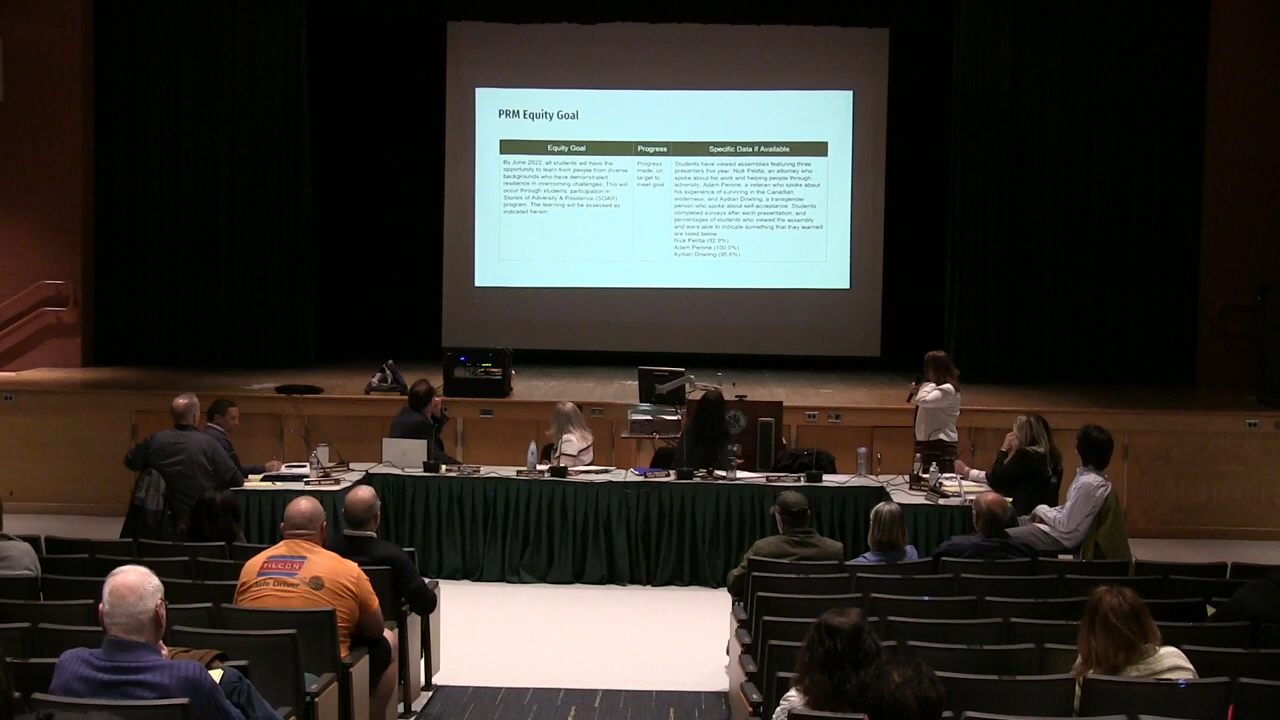 PRM Equity Goal
Equity Goal
Progress
Specific Data if Available
By June 2022, all students will have the
opportunity to learn from people from diverse
backgrounds who have demonstrated
resilience in overcoming challenges. This will
occur through students' participation in
Stories of Adversity & Resilience (SOAR)
program. The learning will be assessed as
indicated herein.
Progress
made; on
target to
meet goal
Students have viewed assemblies featuring three
presenters this year; Nick Pelitta, an attorney who
spoke about his work and helping people through
adversity; Adam Perone, a veteran who spoke about
his experience of surviving in the Canadian
wilderness; and Aydian Dowling, a transgender
person who spoke about self-acceptance. Students
completed surveys after each presentation, and
percentages of students who viewed the assembly
and were able to indicate something that they learned
are listed below.
Nick Pelitta (92.9%)
Adam Perone (100.0%)
Aydian Dowling (95.6%)
TILCON
Safe Driver